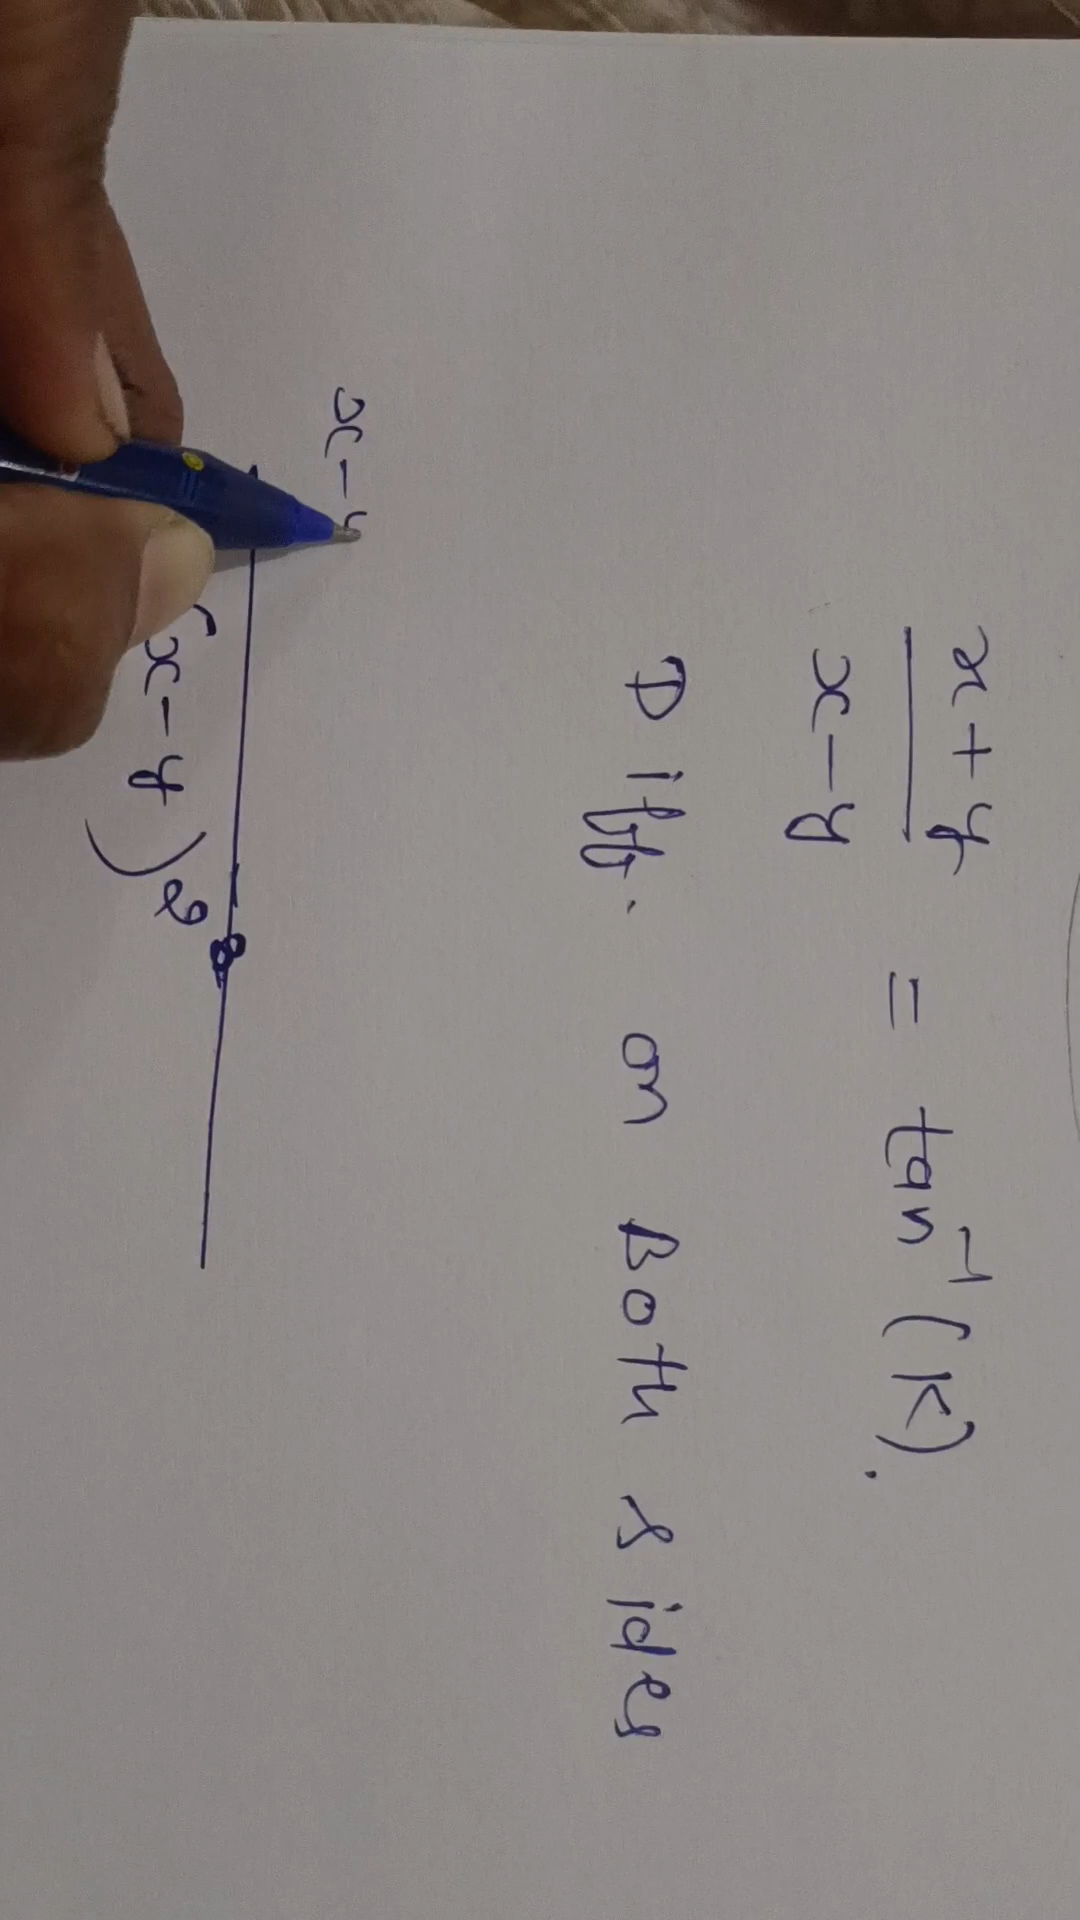 x+y
x-y = tan⁻¹(K).
Diff. on Both sides
x-y
(x-y)²